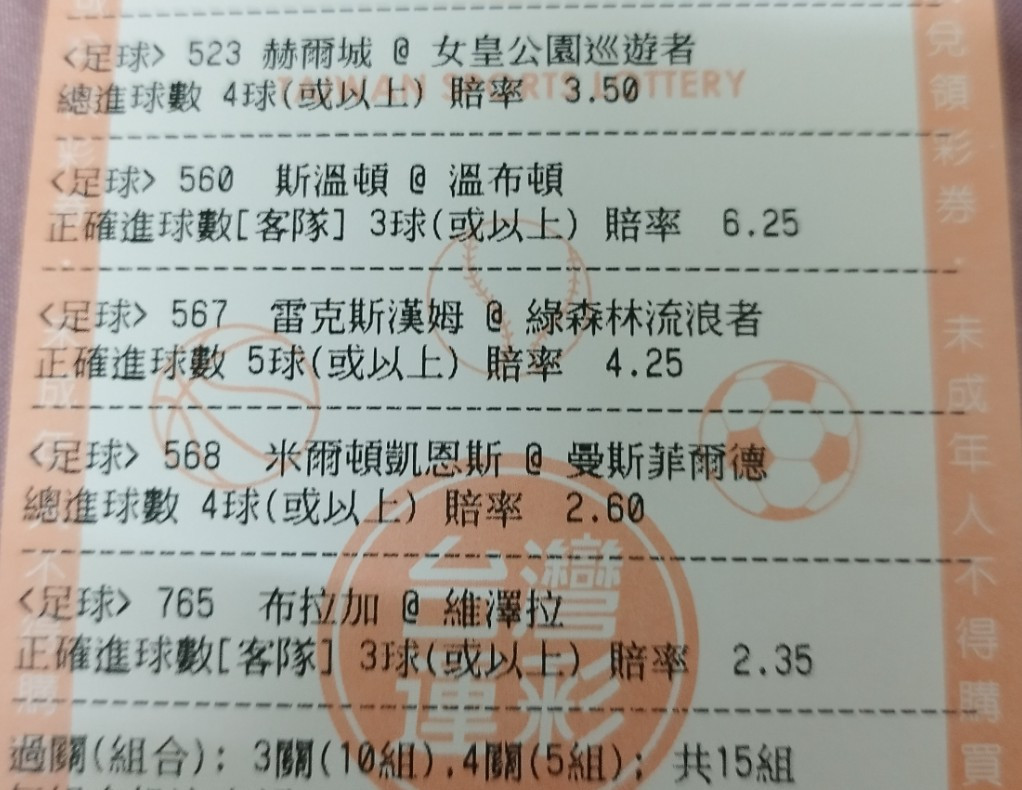 <足球> 523 赫爾城 @ 女皇公園巡遊者
TAIWAN SPORTS LOTTERY
總進球數 4球(或以上) 賠率 3.50
<足球> 560 斯溫頓 @ 溫布頓
正確進球數[客隊] 3球(或以上) 賠率 6.25
<足球> 567 雷克斯漢姆 @ 綠森林流浪者
正確進球數 5球(或以上) 賠率 4.25
<足球> 568 米爾頓凱恩斯 @ 曼斯菲爾德
總進球數 4球(或以上) 賠率 2.60
台灣
運彩
<足球> 765 布拉加 @ 維澤拉
正確進球數[客隊] 3球(或以上) 賠率 2.35
過關(組合): 3關(10組),4關(5組); 共15組
見領彩券.未成年人不得購買